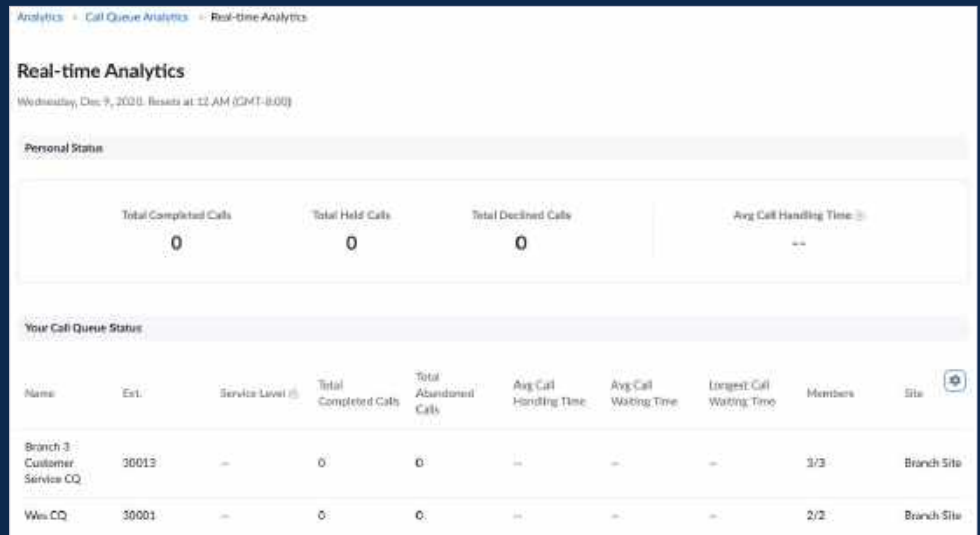 Analytics > Call Queue Analytics > Real-time Analytics
Real-time Analytics
Wednesday, Dec 9, 2020. Resets at 12 AM (GMT-8:00)
Personal Status
Total Completed Calls Total Held Calls Total Declined Calls Avg Call Handling Time
0 0 0 --
Your Call Queue Status
Name Ext. Service Level Total Completed Calls Total Abandoned Calls Avg Call Handling Time Avg Call Waiting Time Longest Call Waiting Time Members Site
Branch 3 Customer Service CQ 30013 -- 0 0 -- -- -- 3/3 Branch Site
Wes CQ 30001 -- 0 0 -- -- -- 2/2 Branch Site